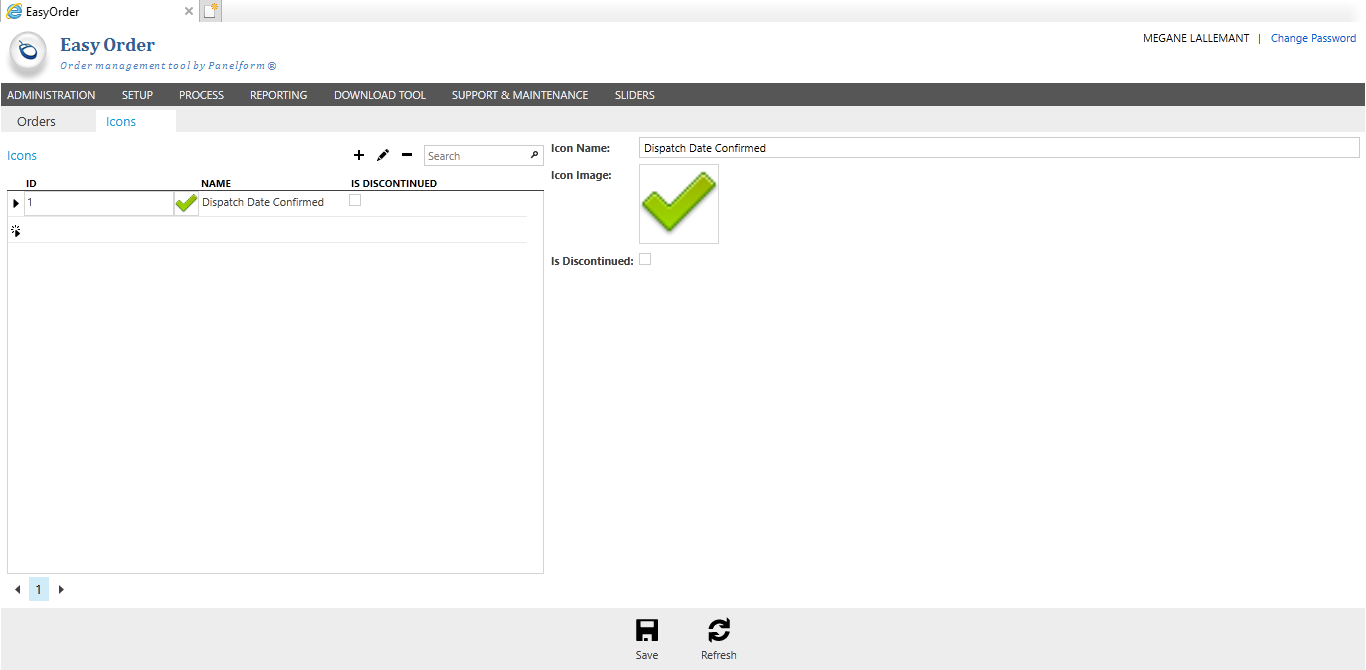 EasyOrder
Easy Order
Order management tool by Panelform ®
MEGANE LALLEMANT | Change Password
ADMINISTRATION SETUP PROCESS REPORTING DOWNLOAD TOOL SUPPORT & MAINTENANCE SLIDERS
Orders Icons
Icons
Search
ID NAME IS DISCONTINUED
1 Dispatch Date Confirmed
1
Icon Name: Dispatch Date Confirmed
Icon Image:
Is Discontinued:
Save Refresh